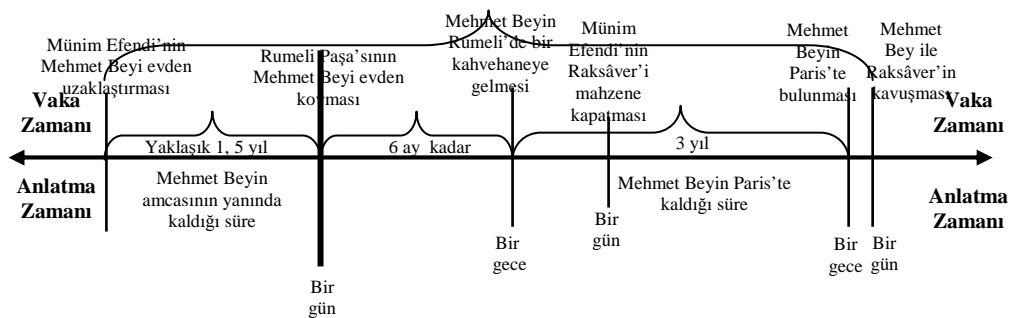 Münim Efendi'nin
Mehmet Beyi evden
uzaklaştırması
Rumeli Paşa'sının
Mehmet Beyi evden
kovması
Mehmet Beyin
Rumeli'de bir
kahvehaneye
gelmesi
Münim
Efendi'nin
Raksâver'i
mahzene
kapatması
Mehmet
Beyin
Paris'te
bulunması
Mehmet
Bey ile
Raksâver'in
kavuşması
Vaka
Zamanı
Vaka
Zamanı
Yaklaşık 1, 5 yıl
6 ay kadar
3 yıl
Anlatma
Zamanı
Mehmet Beyin
amcasının yanında
kaldığı süre
Mehmet Beyin Paris'te
kaldığı süre
Anlatma
Zamanı
Bir
gün
Bir
gece
Bir
gün
Bir
gece
Bir
gün